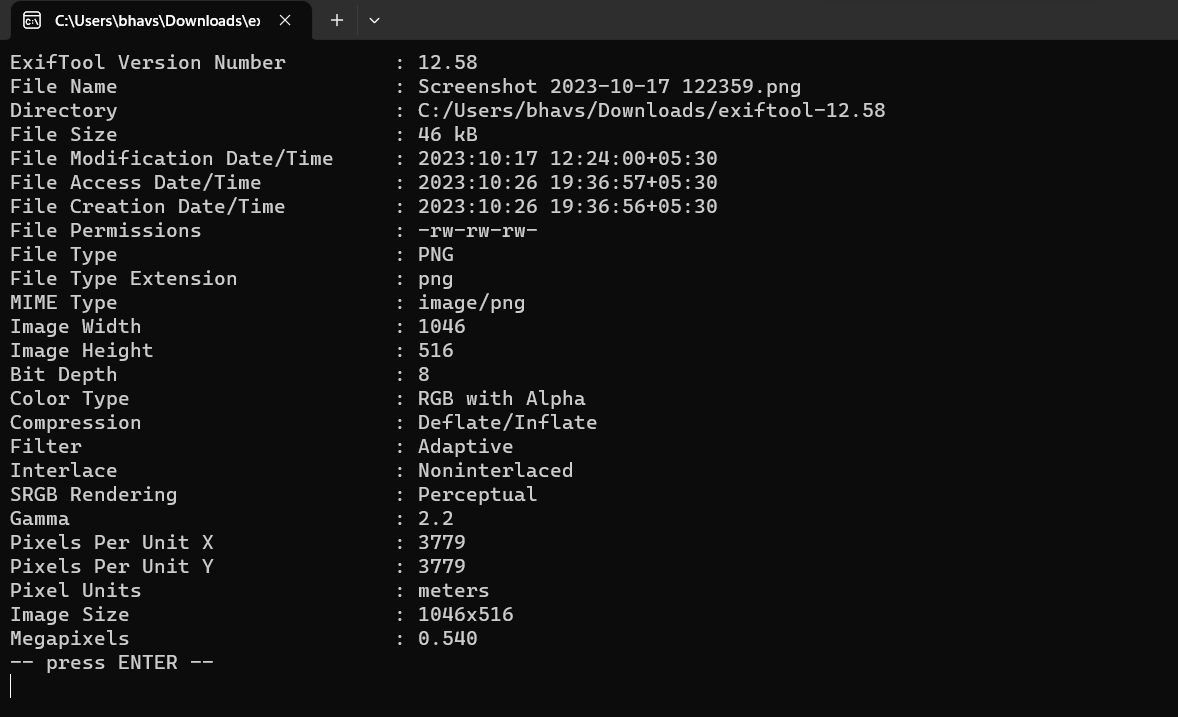 C:\Users\bhavs\Downloads\ex
ExifTool Version Number : 12.58
File Name : Screenshot 2023-10-17 122359.png
Directory : C:/Users/bhavs/Downloads/exiftool-12.58
File Size : 46 kB
File Modification Date/Time : 2023:10:17 12:24:00+05:30
File Access Date/Time : 2023:10:26 19:36:57+05:30
File Creation Date/Time : 2023:10:26 19:36:56+05:30
File Permissions : -rw-rw-rw-
File Type : PNG
File Type Extension : png
MIME Type : image/png
Image Width : 1046
Image Height : 516
Bit Depth : 8
Color Type : RGB with Alpha
Compression : Deflate/Inflate
Filter : Adaptive
Interlace : Noninterlaced
SRGB Rendering : Perceptual
Gamma : 2.2
Pixels Per Unit X : 3779
Pixels Per Unit Y : 3779
Pixel Units : meters
Image Size : 1046x516
Megapixels : 0.540
-- press ENTER --